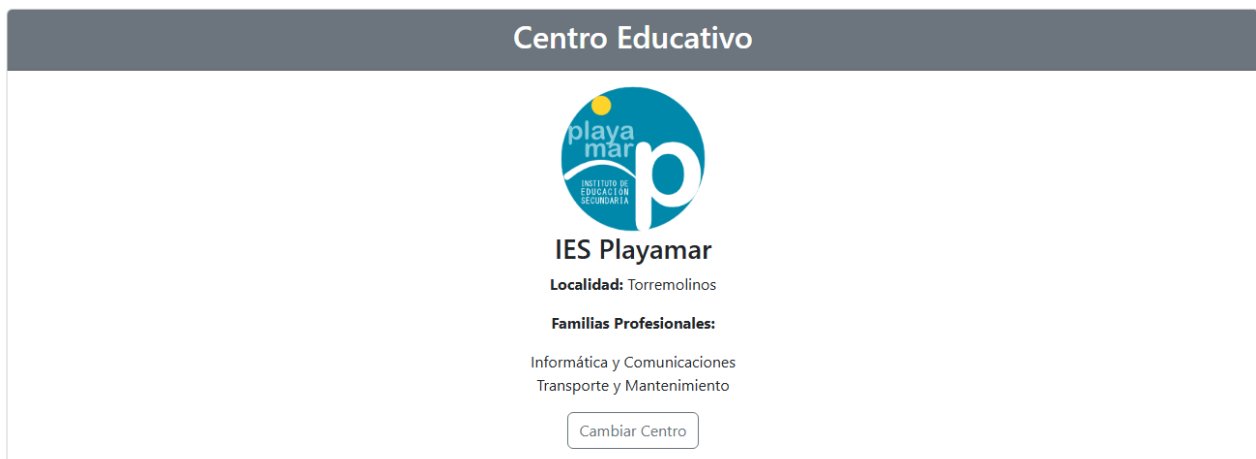 Centro Educativo
playa
mar
p
INSTITUTO DE
EDUCACIÓN
SECUNDARIA
IES Playamar
Localidad: Torremolinos
Familias Profesionales:
Informática y Comunicaciones
Transporte y Mantenimiento
Cambiar Centro